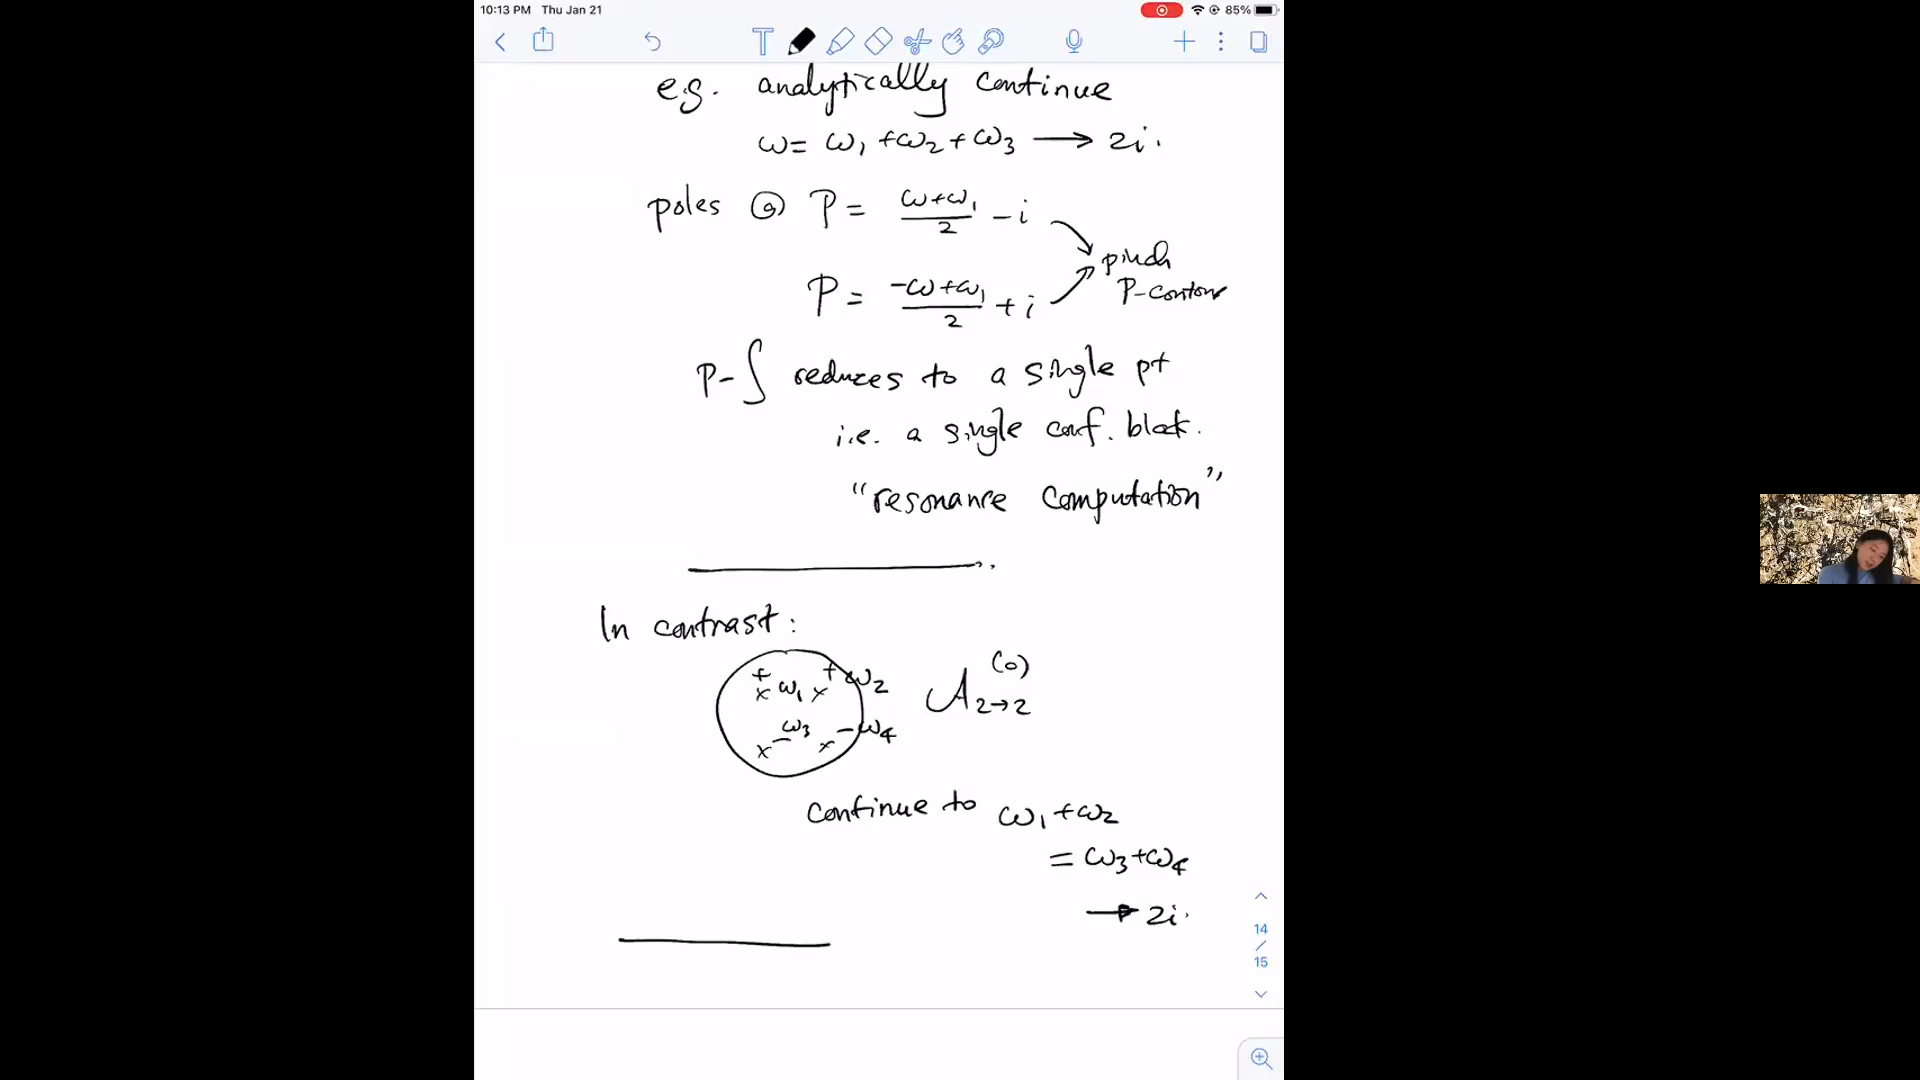 10:13 PM Thu Jan 21
85%
e.g. analytically continue
ω = ω₁ + ω₂ + ω₃ ⟶ 2i.
poles @ P = (ω+ω₁)/2 - i
pinch
P-contour
P = (-ω+ω₁)/2 + i
P-∫ reduces to a single pt
i.e. a single conf. block.
"resonance computation"
In contrast:
+ ω₁ + ω₂
- ω₃ - ω₄
A₂→₂⁽⁰⁾
continue to ω₁+ω₂
= ω₃+ω₄
→ 2i.
14
/
15